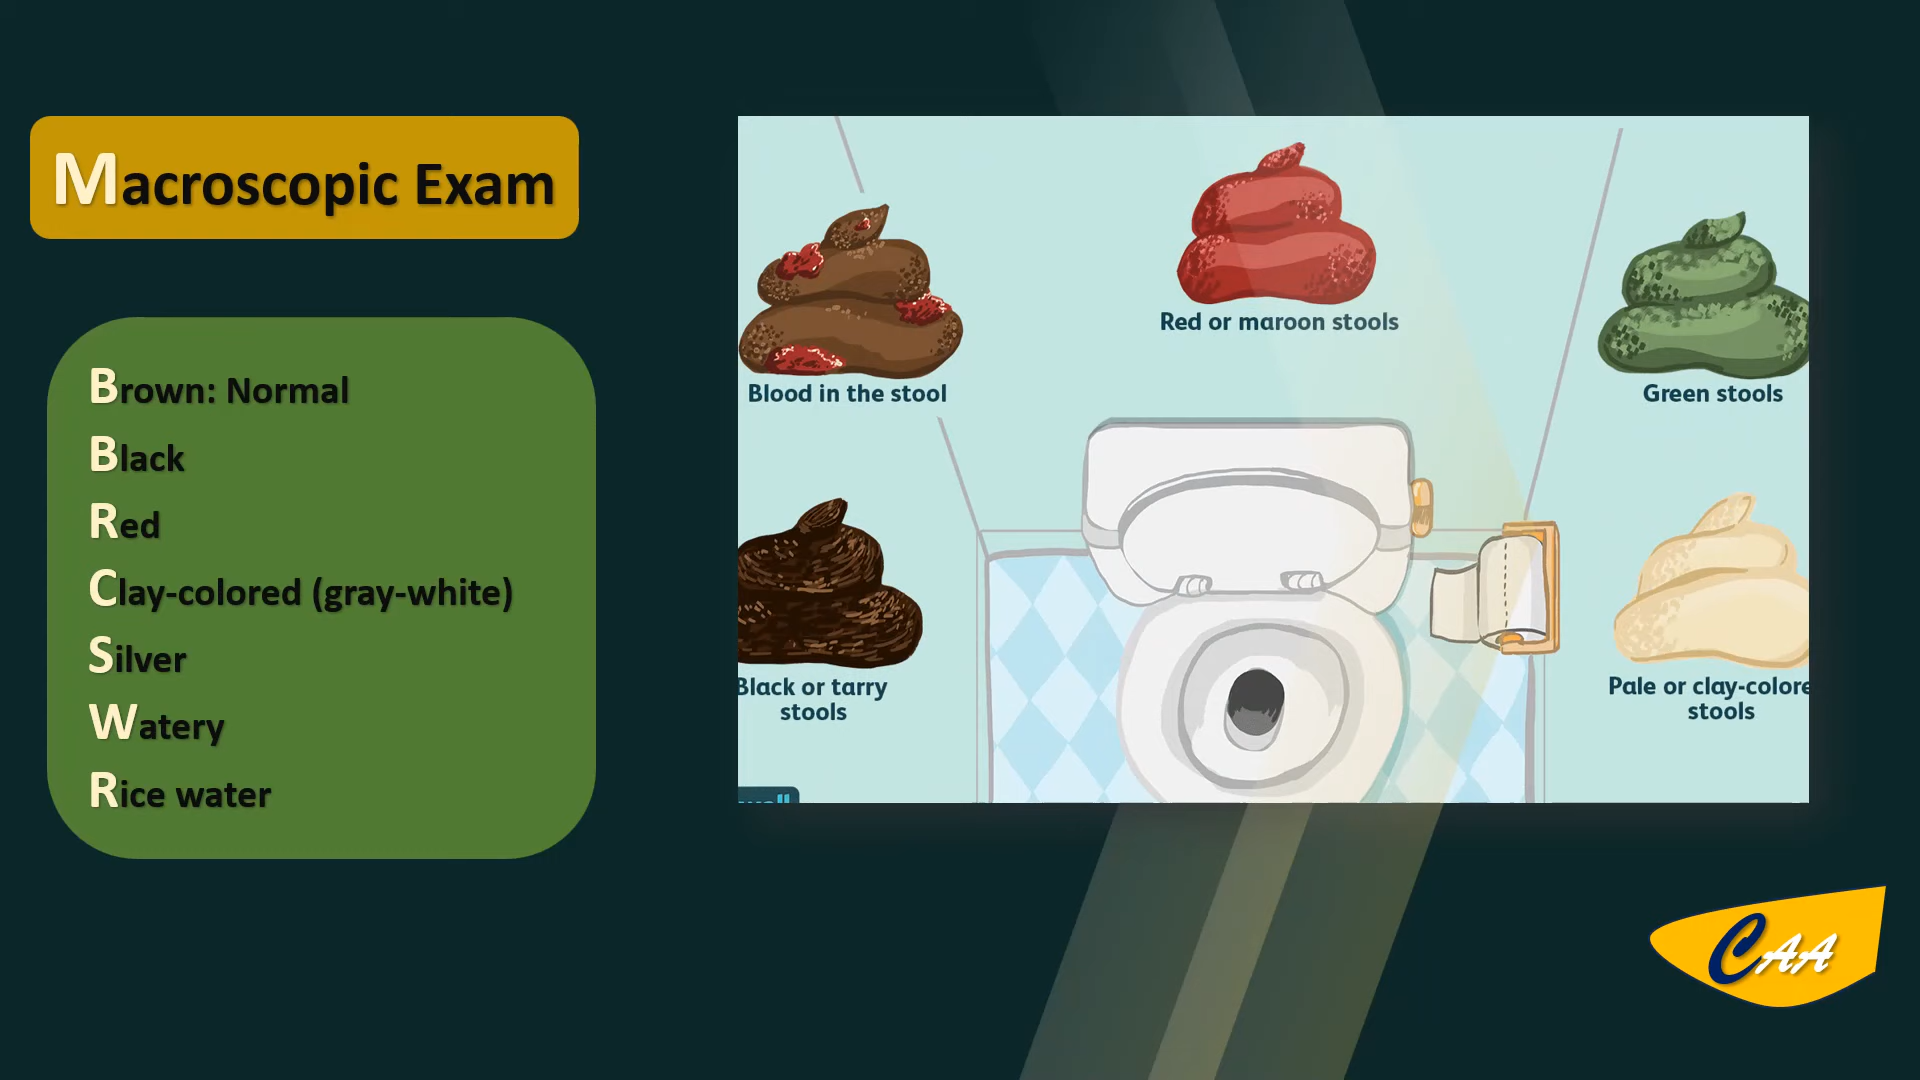 Macroscopic Exam
Brown: Normal
Black
Red
Clay-colored (gray-white)
Silver
Watery
Rice water
Red or maroon stools
Blood in the stool
Green stools
Black or tarry
stools
Pale or clay-colore
stools
CAA